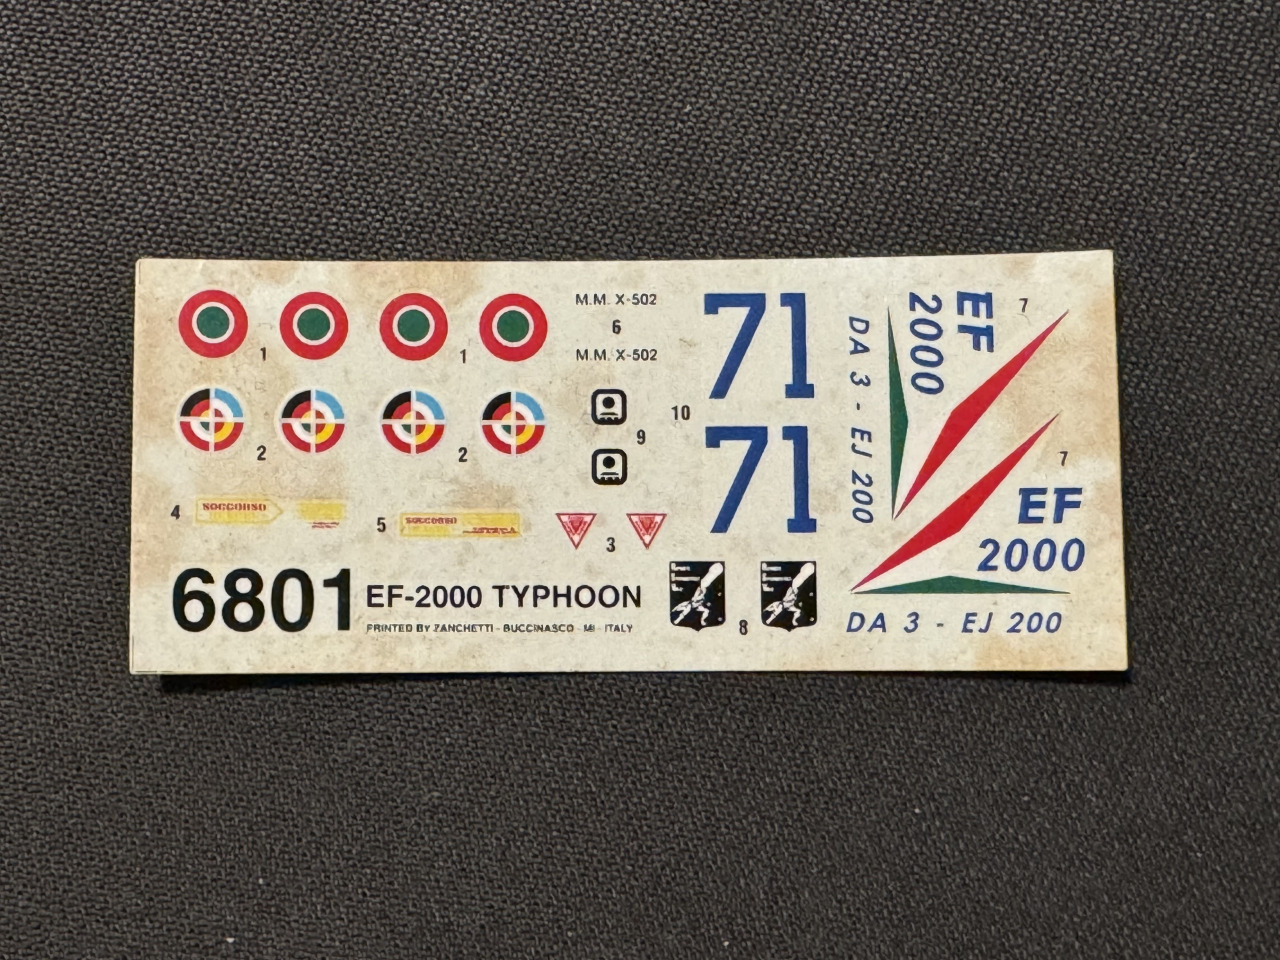 1
1
M.M. X-502
6
M.M. X-502
2
2
9
10
71
71
4
SOCCORSO
5
SOCCORSO
3
6801
EF-2000 TYPHOON
PRINTED BY ZANCHETTI - BUCCINASCO - MI - ITALY
8
EF
2000
7
DA 3 - EJ 200
7
EF
2000
DA 3 - EJ 200